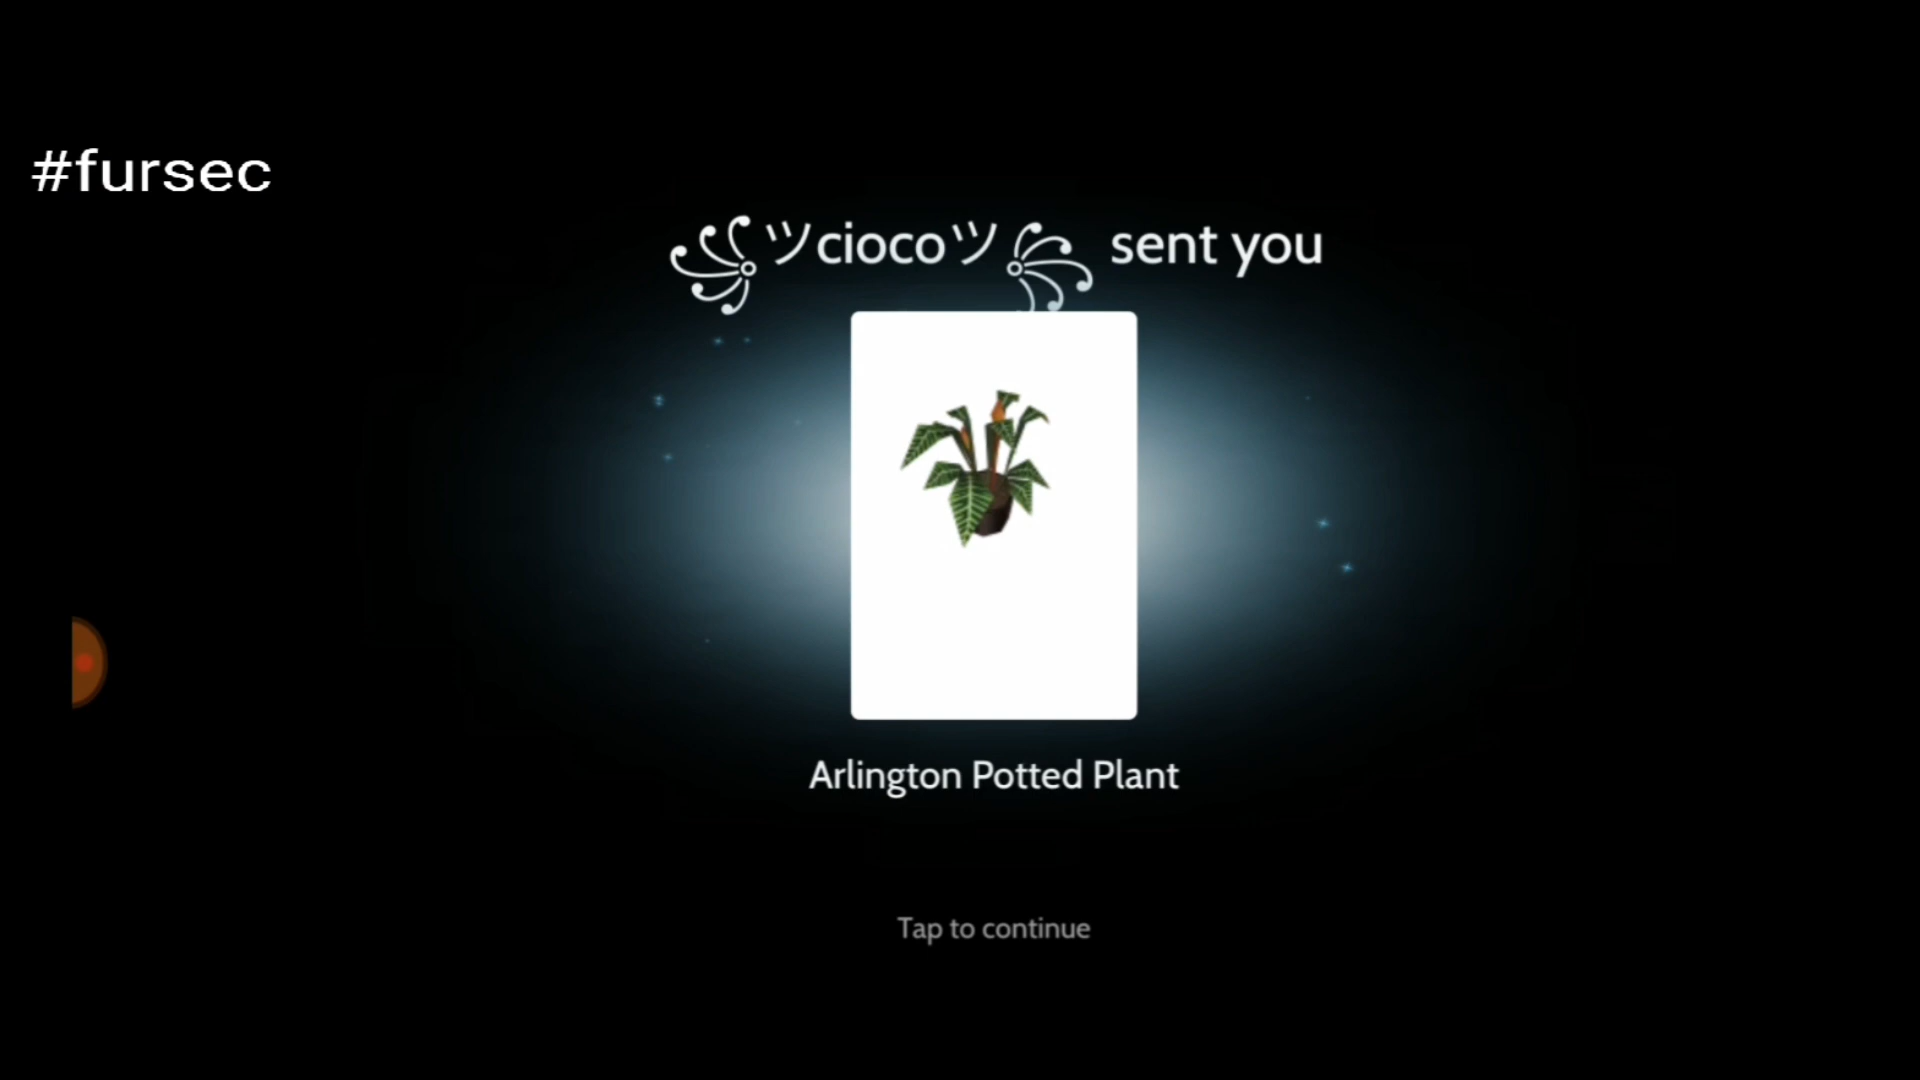 #fursec
꧁ツciocoツ꧂ sent you
Arlington Potted Plant
Tap to continue